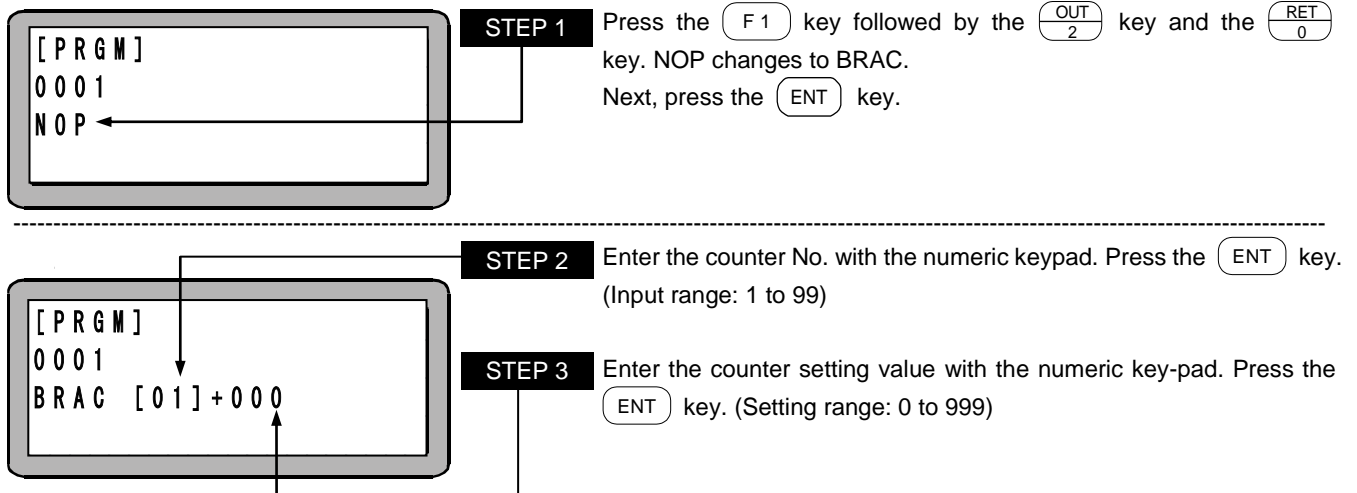 [PRGM]
0001
NOP
STEP 1
Press the F 1 key followed by the OUT 2 key and the RET 0
key. NOP changes to BRAC.
Next, press the ENT key.
[PRGM]
0001
BRAC [01]+000
STEP 2
Enter the counter No. with the numeric keypad. Press the ENT key.
(Input range: 1 to 99)
STEP 3
Enter the counter setting value with the numeric key-pad. Press the
ENT key. (Setting range: 0 to 999)